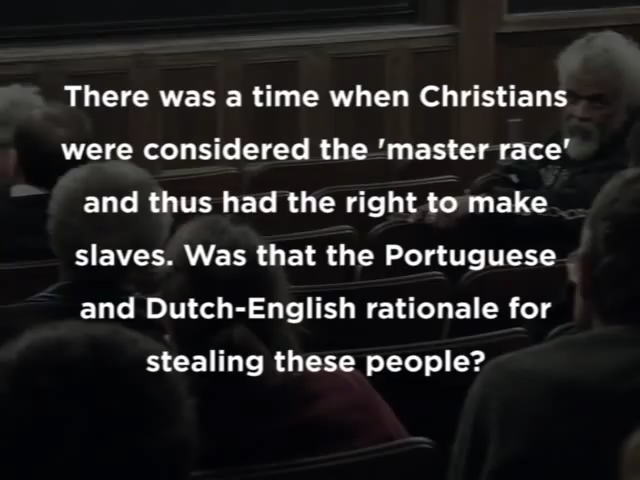 There was a time when Christians
were considered the 'master race'
and thus had the right to make
slaves. Was that the Portuguese
and Dutch-English rationale for
stealing these people?